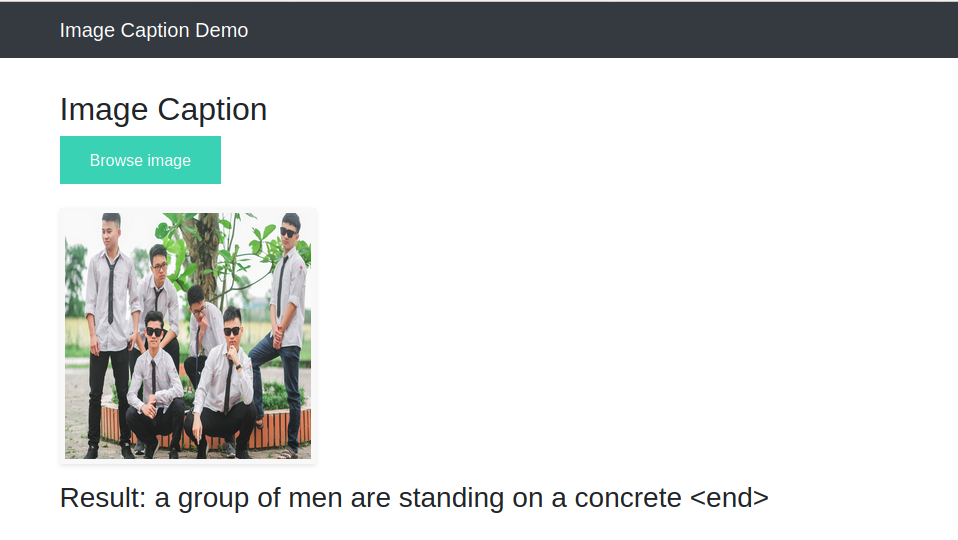 Image Caption Demo
Image Caption
Browse image
Result: a group of men are standing on a concrete <end>